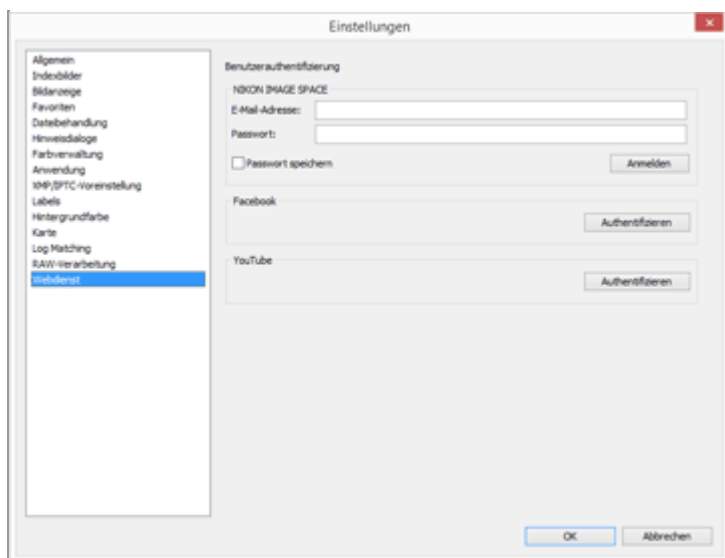 Einstellungen
Allgemein
Indexbilder
Bildanzeige
Favoriten
Dateibehandlung
Hinweisdialoge
Farbverwaltung
Anwendung
XMP/IPTC-Voreinstellung
Labels
Hintergrundfarbe
Karte
Log Matching
RAW-Verarbeitung
Webdienst
Benutzerauthentifizierung
NIKON IMAGE SPACE
E-Mail-Adresse:
Passwort:
Passwort speichern
Anmelden
Facebook
Authentifizieren
YouTube
Authentifizieren
OK
Abbrechen